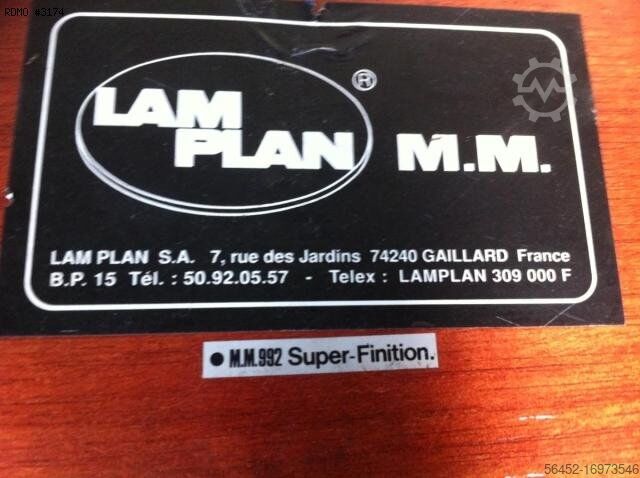 RDMO #3174
LAM
PLAN ® M.M.
LAM PLAN S.A. 7, rue des Jardins 74240 GAILLARD France
B.P. 15 Tél. : 50.92.05.57 - Telex : LAMPLAN 309 000 F
● M.M.992 Super-Finition.
56452-16973546